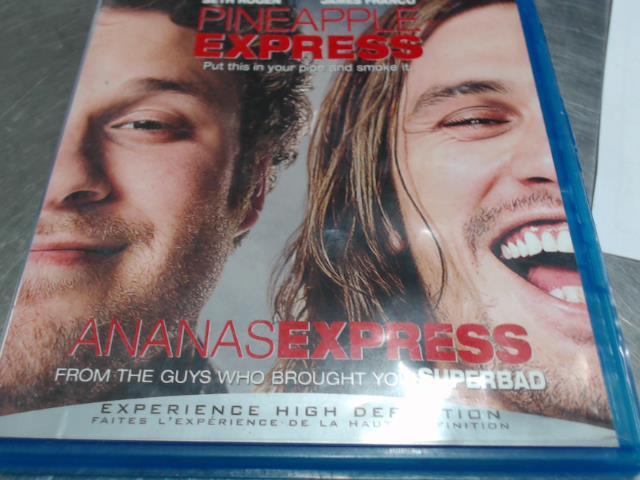 SETH ROGEN JAMES FRANCO
PINEAPPLE
EXPRESS
Put this in your pipe and smoke it.
ANANASEXPRESS
FROM THE GUYS WHO BROUGHT YOU SUPERBAD
EXPERIENCE HIGH DEFINITION
FAITES L'EXPÉRIENCE DE LA HAUTE DÉFINITION